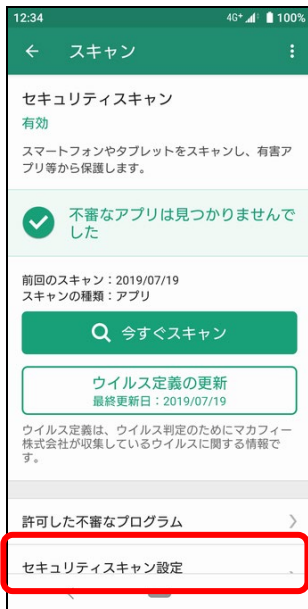 12:34 4G+ 100%
スキャン
セキュリティスキャン
有効
スマートフォンやタブレットをスキャンし、有害ア
プリ等から保護します。
不審なアプリは見つかりませんで
した
前回のスキャン：2019/07/19
スキャンの種類：アプリ
今すぐスキャン
ウイルス定義の更新
最終更新日：2019/07/19
ウイルス定義は、ウイルス判定のためにマカフィー
株式会社が収集しているウイルスに関する情報で
す。
許可した不審なプログラム
セキュリティスキャン設定